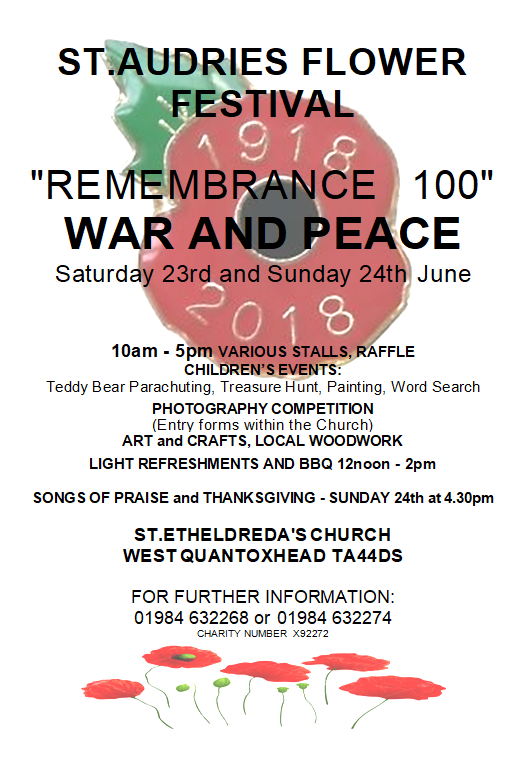 ST.AUDRIES FLOWER
FESTIVAL
1918
"REMEMBRANCE 100"
WAR AND PEACE
Saturday 23rd and Sunday 24th June
2018
10am - 5pm VARIOUS STALLS, RAFFLE
CHILDREN'S EVENTS:
Teddy Bear Parachuting, Treasure Hunt, Painting, Word Search
PHOTOGRAPHY COMPETITION
(Entry forms within the Church)
ART and CRAFTS, LOCAL WOODWORK
LIGHT REFRESHMENTS AND BBQ 12noon - 2pm
SONGS OF PRAISE and THANKSGIVING - SUNDAY 24th at 4.30pm
ST.ETHELDREDA'S CHURCH
WEST QUANTOXHEAD TA44DS
FOR FURTHER INFORMATION:
01984 632268 or 01984 632274
CHARITY NUMBER X92272